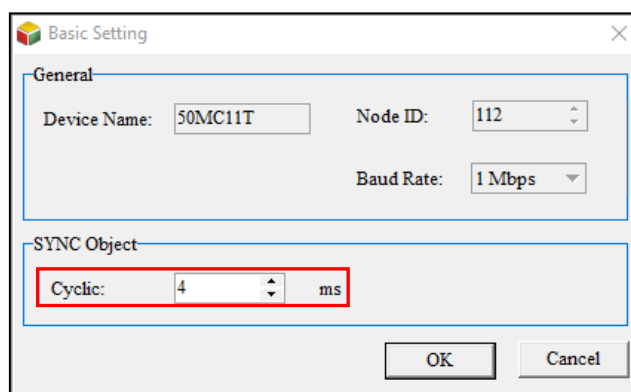 Basic Setting
General
Device Name: 50MC11T Node ID: 112
Baud Rate: 1 Mbps
SYNC Object
Cyclic: 4 ms
OK Cancel